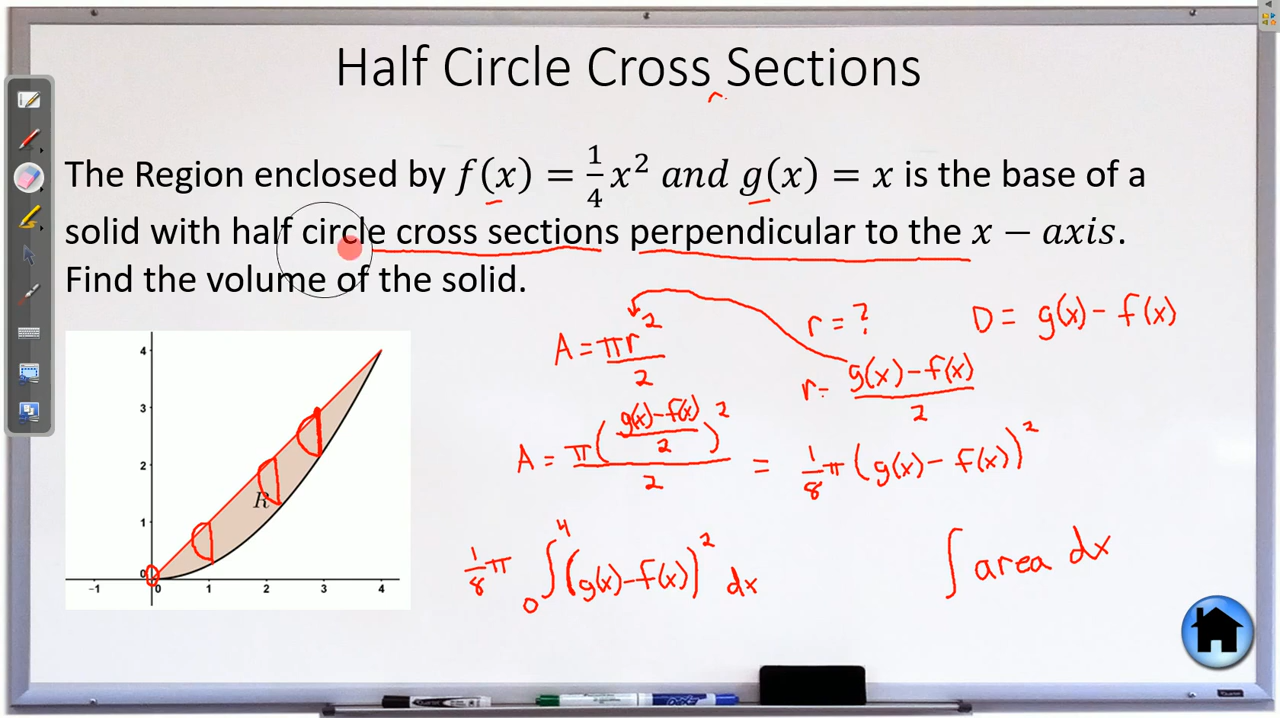 Half Circle Cross Sections
The Region enclosed by f(x) = 1/4 x² and g(x) = x is the base of a
solid with half circle cross sections perpendicular to the x − axis.
Find the volume of the solid.
r = ?
D = g(x) − f(x)
A = πr²/2
r = (g(x) − f(x))/2
A = π((g(x)−f(x))/2)²/2 = 1/8 π (g(x) − f(x))²
1/8 π ∫₀⁴ (g(x)−f(x))² dx
∫ area dx
4
3
2
R
1
0
−1 0 1 2 3 4